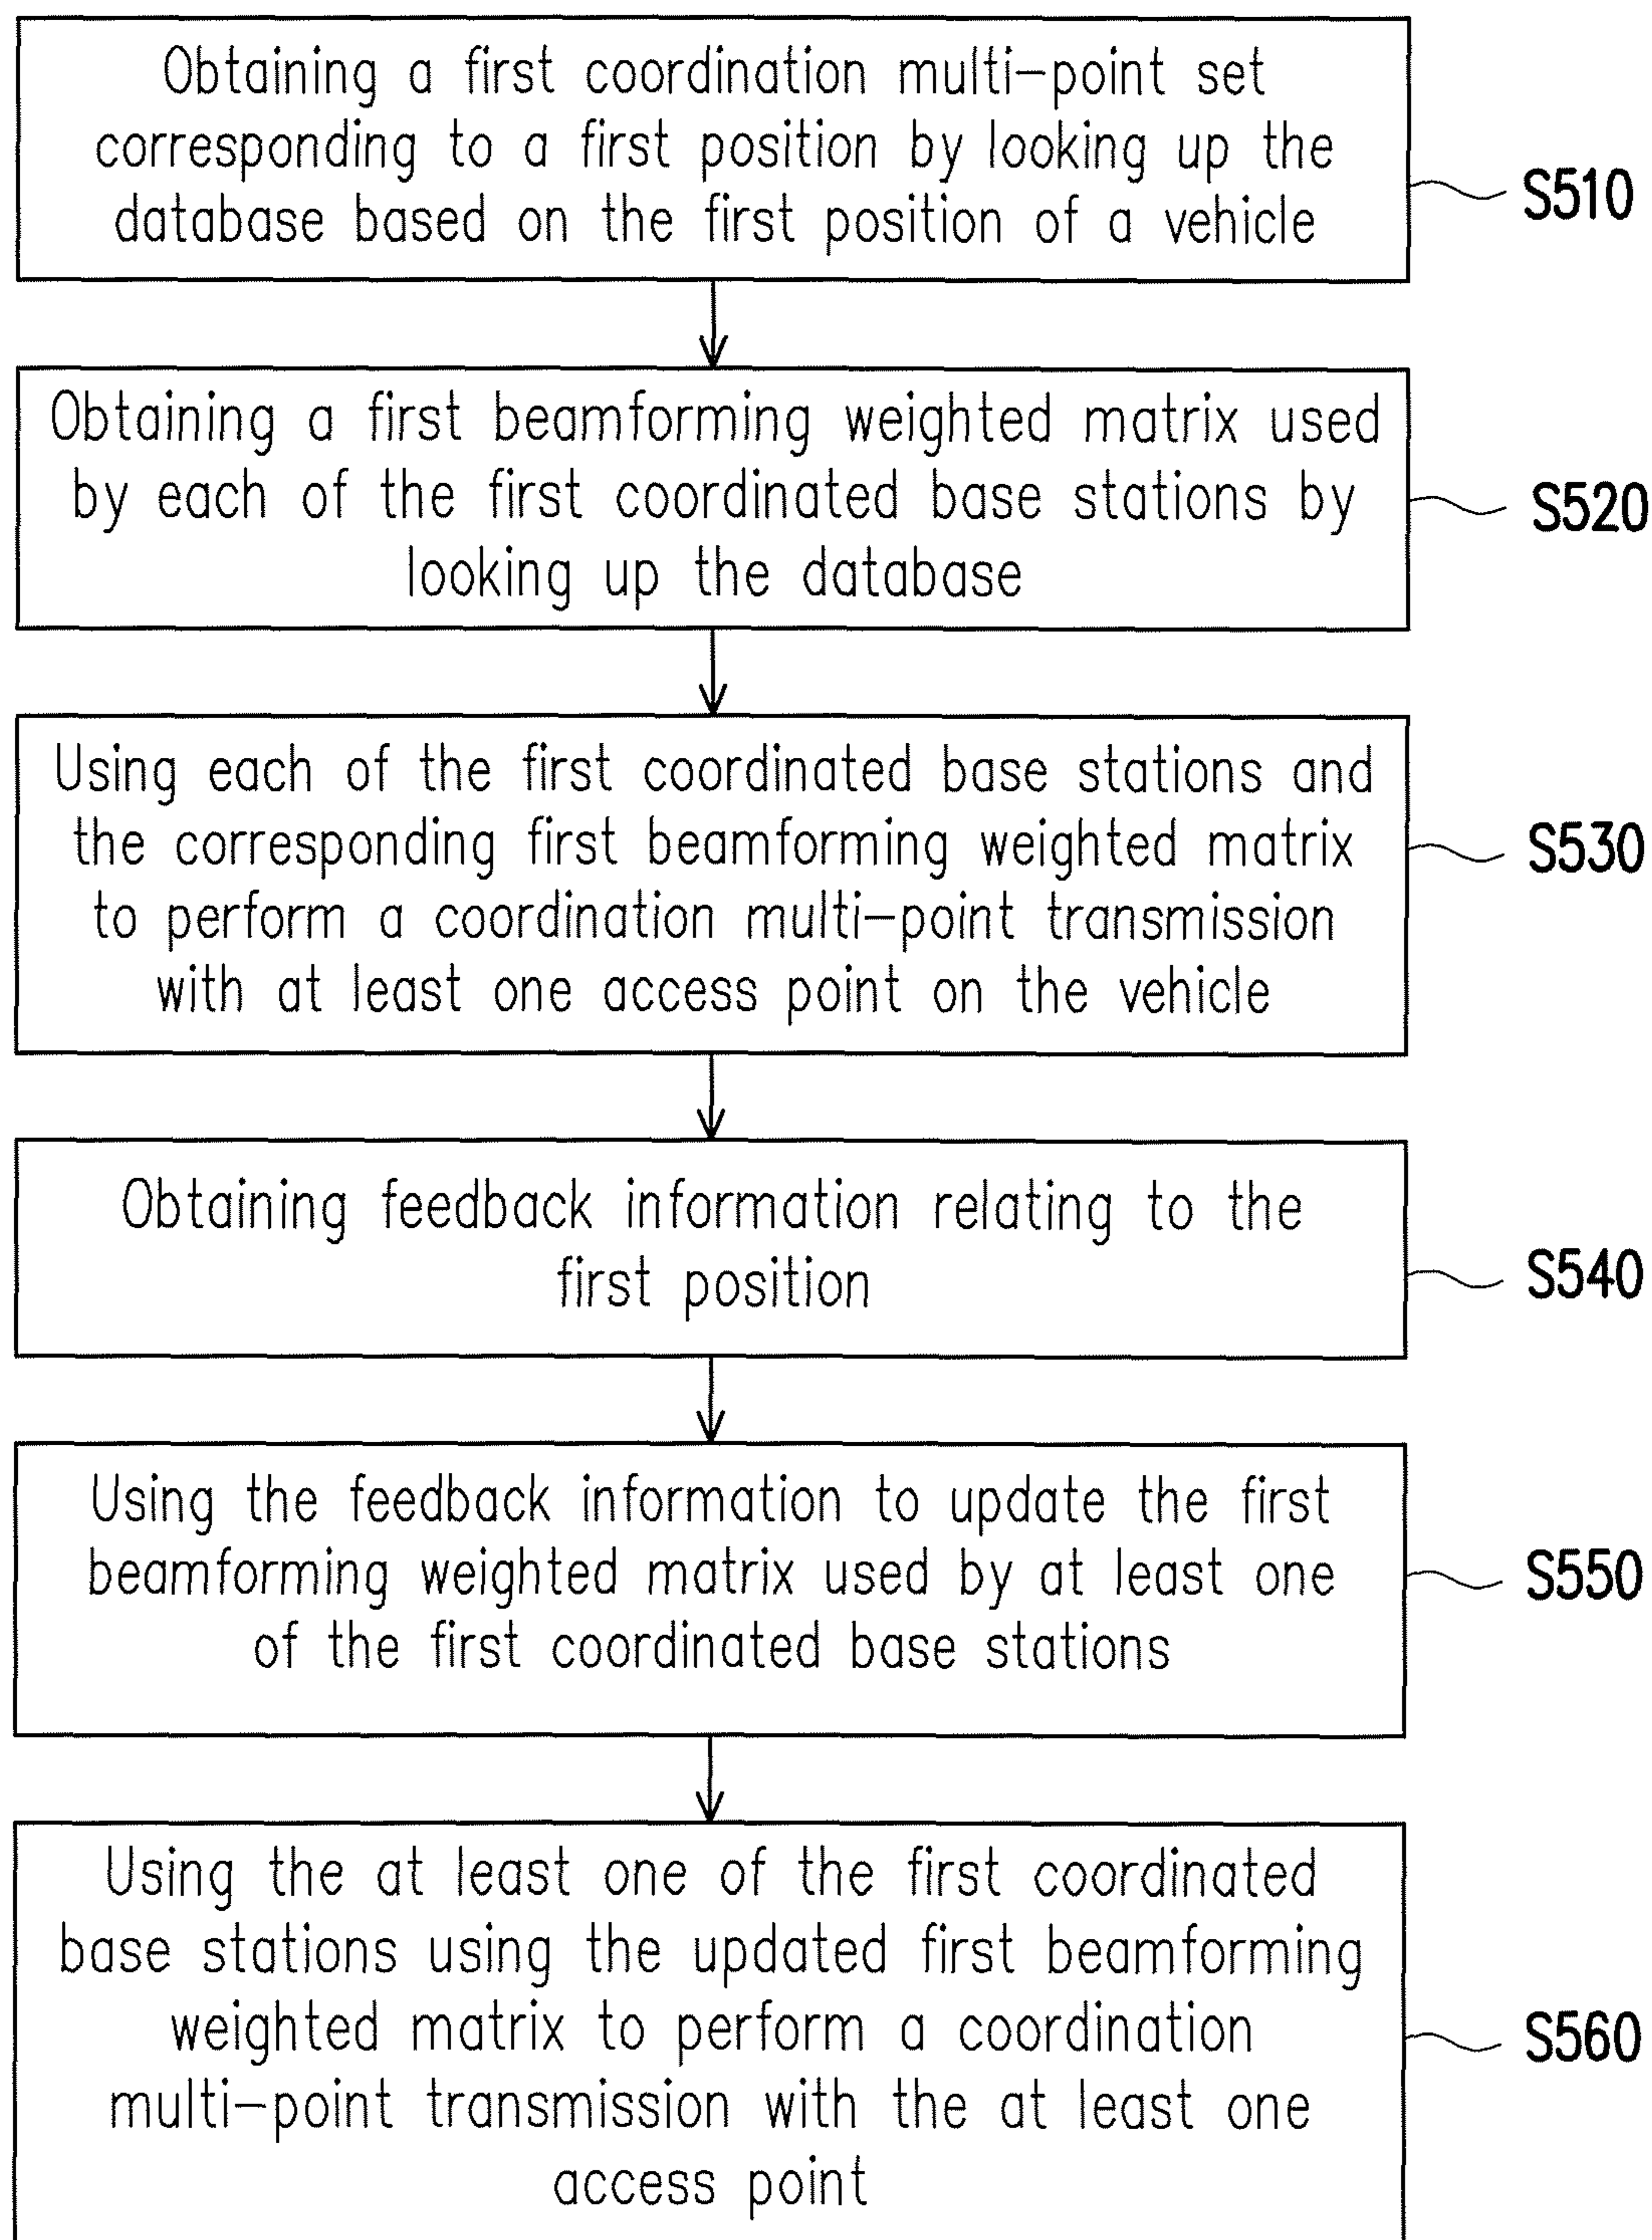 Obtaining a first coordination multi-point set
corresponding to a first position by looking up the
database based on the first position of a vehicle
S510
Obtaining a first beamforming weighted matrix used
by each of the first coordinated base stations by
looking up the database
S520
Using each of the first coordinated base stations and
the corresponding first beamforming weighted matrix
to perform a coordination multi-point transmission
with at least one access point on the vehicle
S530
Obtaining feedback information relating to the
first position
S540
Using the feedback information to update the first
beamforming weighted matrix used by at least one
of the first coordinated base stations
S550
Using the at least one of the first coordinated
base stations using the updated first beamforming
weighted matrix to perform a coordination
multi-point transmission with the at least one
access point
S560